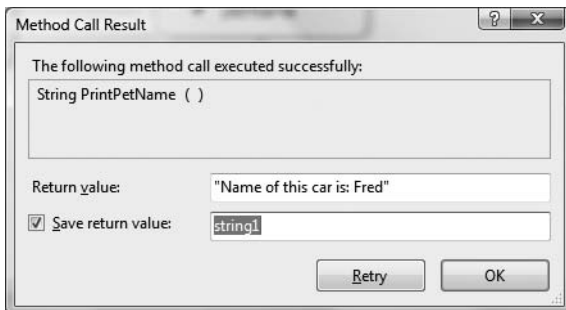 Method Call Result
The following method call executed successfully:
String PrintPetName ( )
Return value:
"Name of this car is: Fred"
Save return value:
string1
Retry
OK